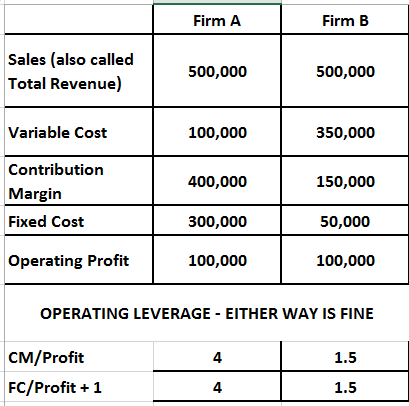 Firm A Firm B
Sales (also called
Total Revenue) 500,000 500,000
Variable Cost 100,000 350,000
Contribution
Margin 400,000 150,000
Fixed Cost 300,000 50,000
Operating Profit 100,000 100,000
OPERATING LEVERAGE - EITHER WAY IS FINE
CM/Profit 4 1.5
FC/Profit + 1 4 1.5